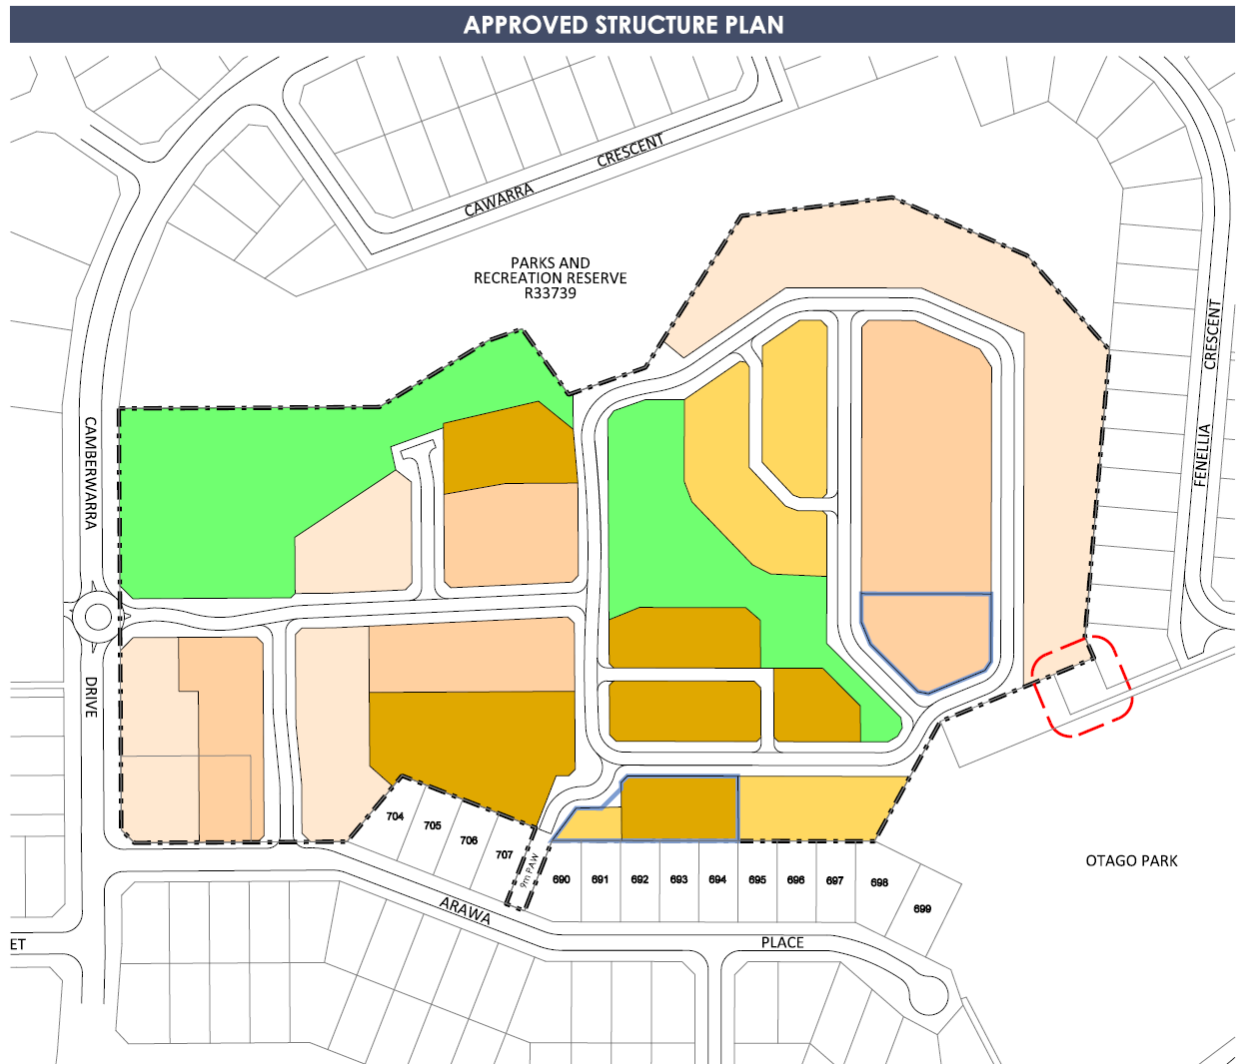 APPROVED STRUCTURE PLAN
CRESCENT
CAWARRA
PARKS AND
RECREATION RESERVE
R33739
CRESCENT
FENELLIA
CAMBERWARRA
DRIVE
704
705
706
707
9m PAW
690
691
692
693
694
695
696
697
698
699
OTAGO PARK
ARAWA
PLACE
ET